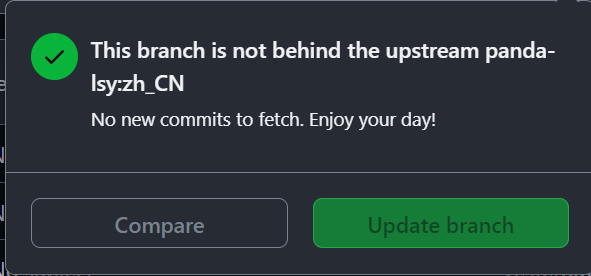 This branch is not behind the upstream panda-
lsy:zh_CN
No new commits to fetch. Enjoy your day!
Compare
Update branch